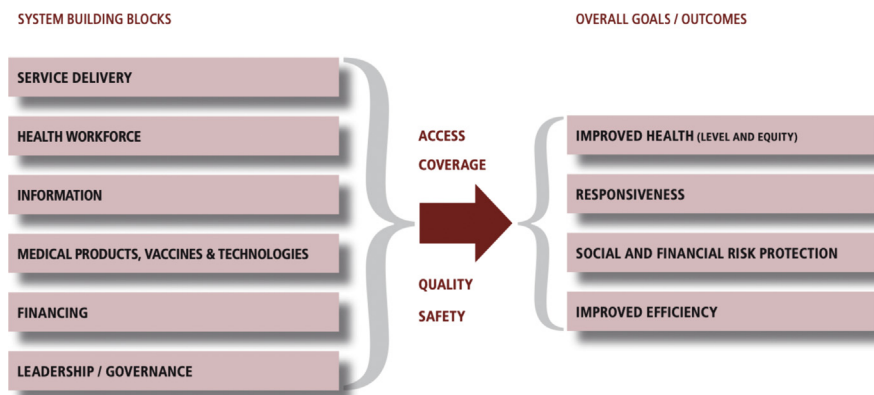 SYSTEM BUILDING BLOCKS
SERVICE DELIVERY
HEALTH WORKFORCE
INFORMATION
MEDICAL PRODUCTS, VACCINES & TECHNOLOGIES
FINANCING
LEADERSHIP / GOVERNANCE
ACCESS
COVERAGE
QUALITY
SAFETY
OVERALL GOALS / OUTCOMES
IMPROVED HEALTH (LEVEL AND EQUITY)
RESPONSIVENESS
SOCIAL AND FINANCIAL RISK PROTECTION
IMPROVED EFFICIENCY